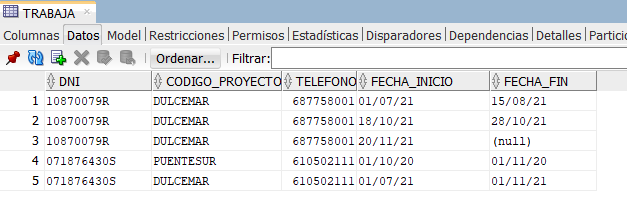 TRABAJA
Columnas Datos Model Restricciones Permisos Estadísticas Disparadores Dependencias Detalles Particio
Ordenar... Filtrar:
DNI CODIGO_PROYECTO TELEFONO FECHA_INICIO FECHA_FIN
1 10870079R DULCEMAR 687758001 01/07/21 15/08/21
2 10870079R DULCEMAR 687758001 18/10/21 28/10/21
3 10870079R DULCEMAR 687758001 20/11/21 (null)
4 071876430S PUENTESUR 610502111 01/10/20 01/11/20
5 071876430S DULCEMAR 610502111 01/07/21 01/11/21